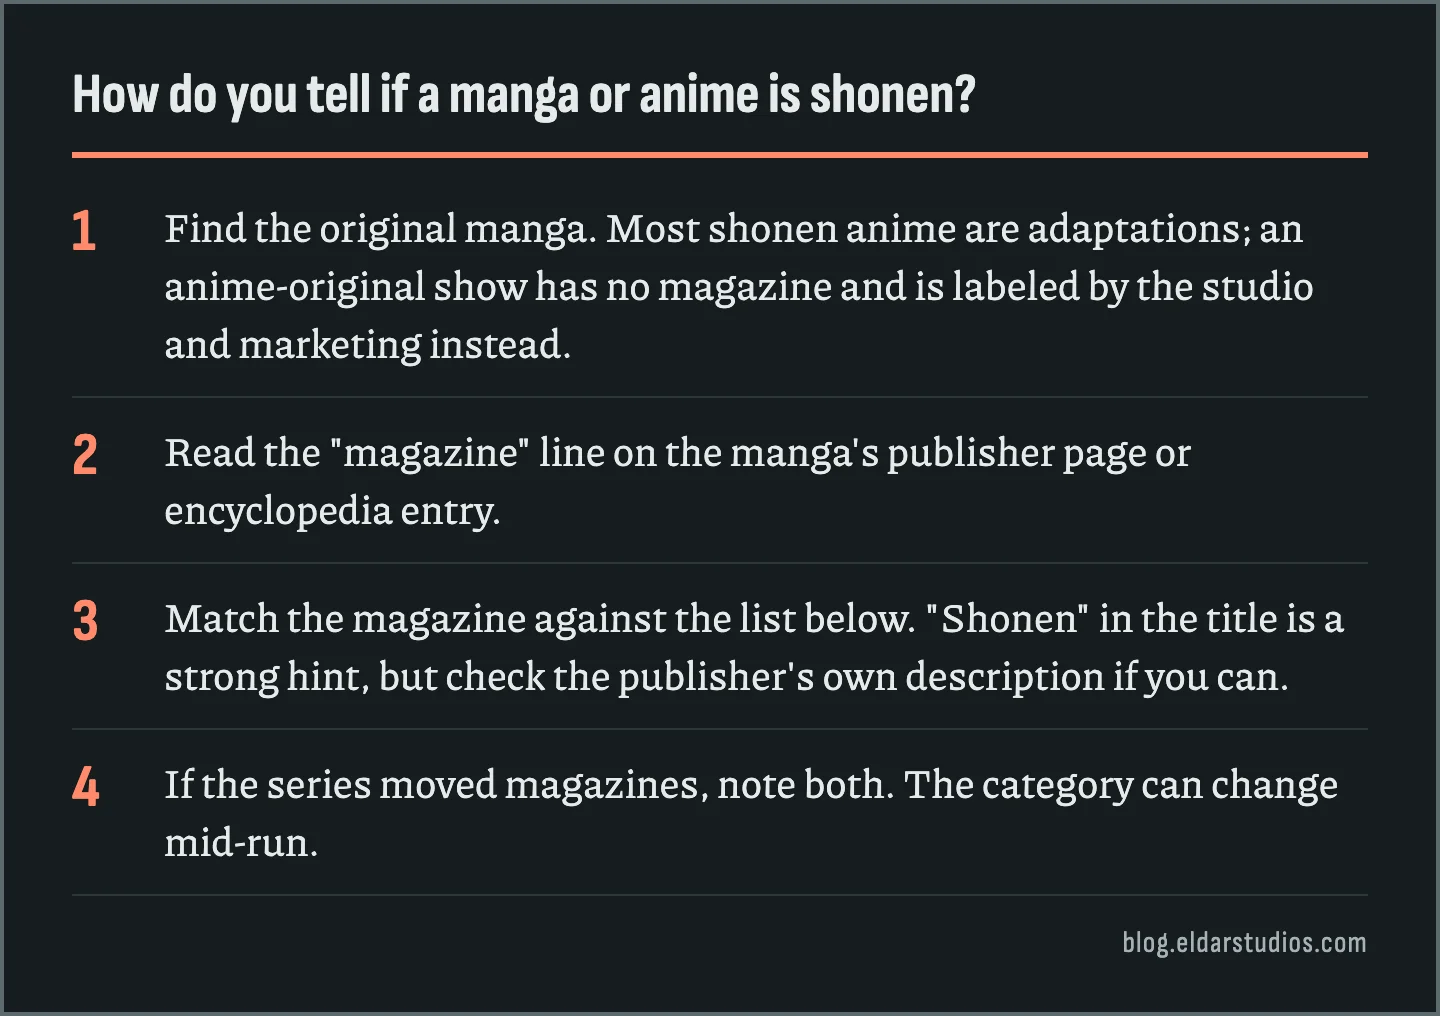 How do you tell if a manga or anime is shonen?
1
Find the original manga. Most shonen anime are adaptations; an
anime-original show has no magazine and is labeled by the studio
and marketing instead.
2
Read the "magazine" line on the manga's publisher page or
encyclopedia entry.
3
Match the magazine against the list below. "Shonen" in the title is a
strong hint, but check the publisher's own description if you can.
4
If the series moved magazines, note both. The category can change
mid-run.
blog.eldarstudios.com